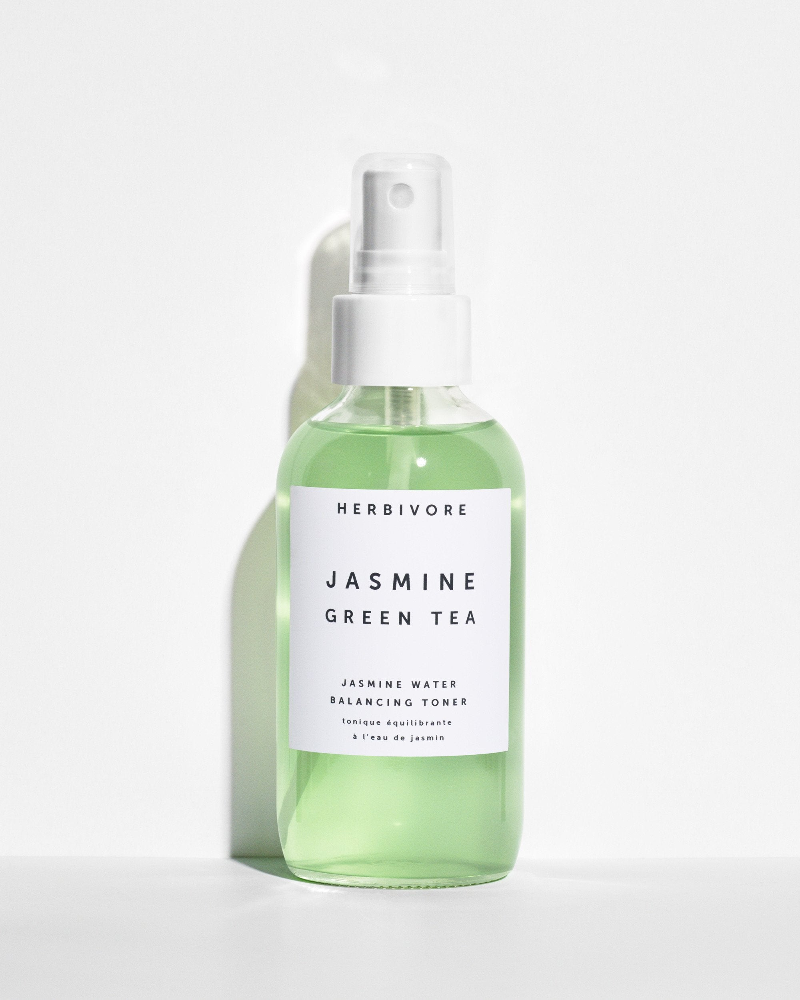 HERBIVORE
JASMINE
GREEN TEA
JASMINE WATER
BALANCING TONER
tonique équilibrante
à l'eau de jasmin